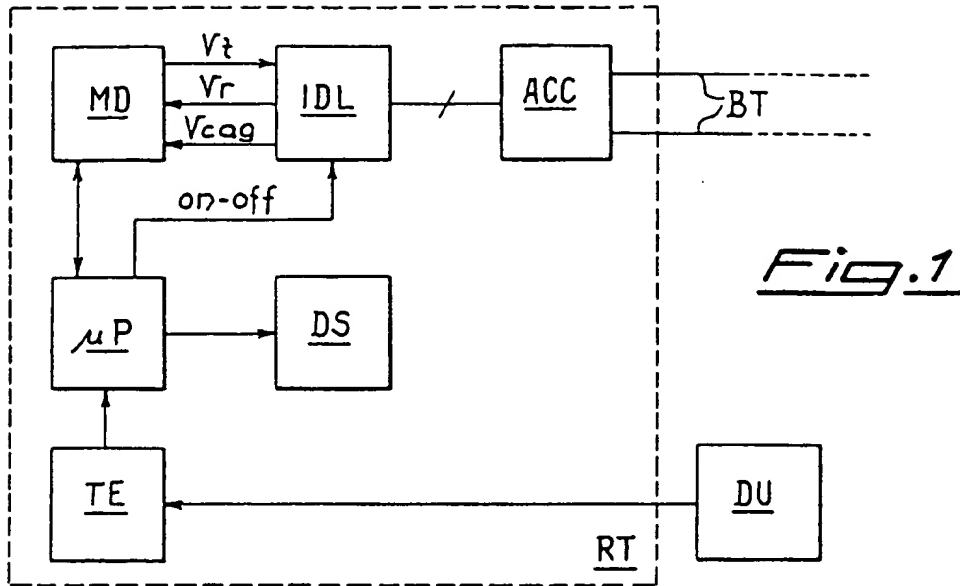 Vt
MD
Vr
IDL
ACC
BT
Vcag
on-off
μP
DS
Fig.1
TE
DU
RT